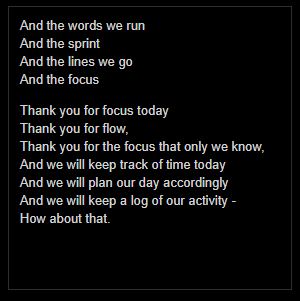 And the words we run
And the sprint
And the lines we go
And the focus
Thank you for focus today
Thank you for flow,
Thank you for the focus that only we know,
And we will keep track of time today
And we will plan our day accordingly
And we will keep a log of our activity -
How about that.